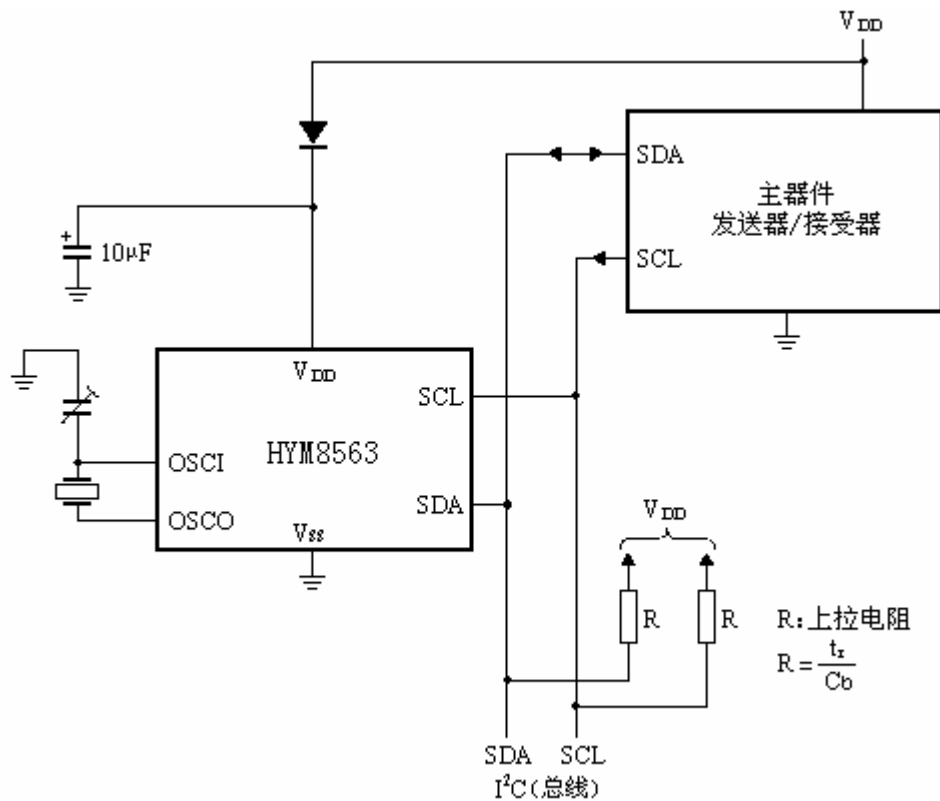 VDD
SDA
主器件
发送器/接受器
SCL
+
10μF
VDD
SCL
HYM8563
OSCI
SDA
OSCO
Vss
VDD
R
R
R:上拉电阻
R=tr/Cb
SDA SCL
I²C(总线)